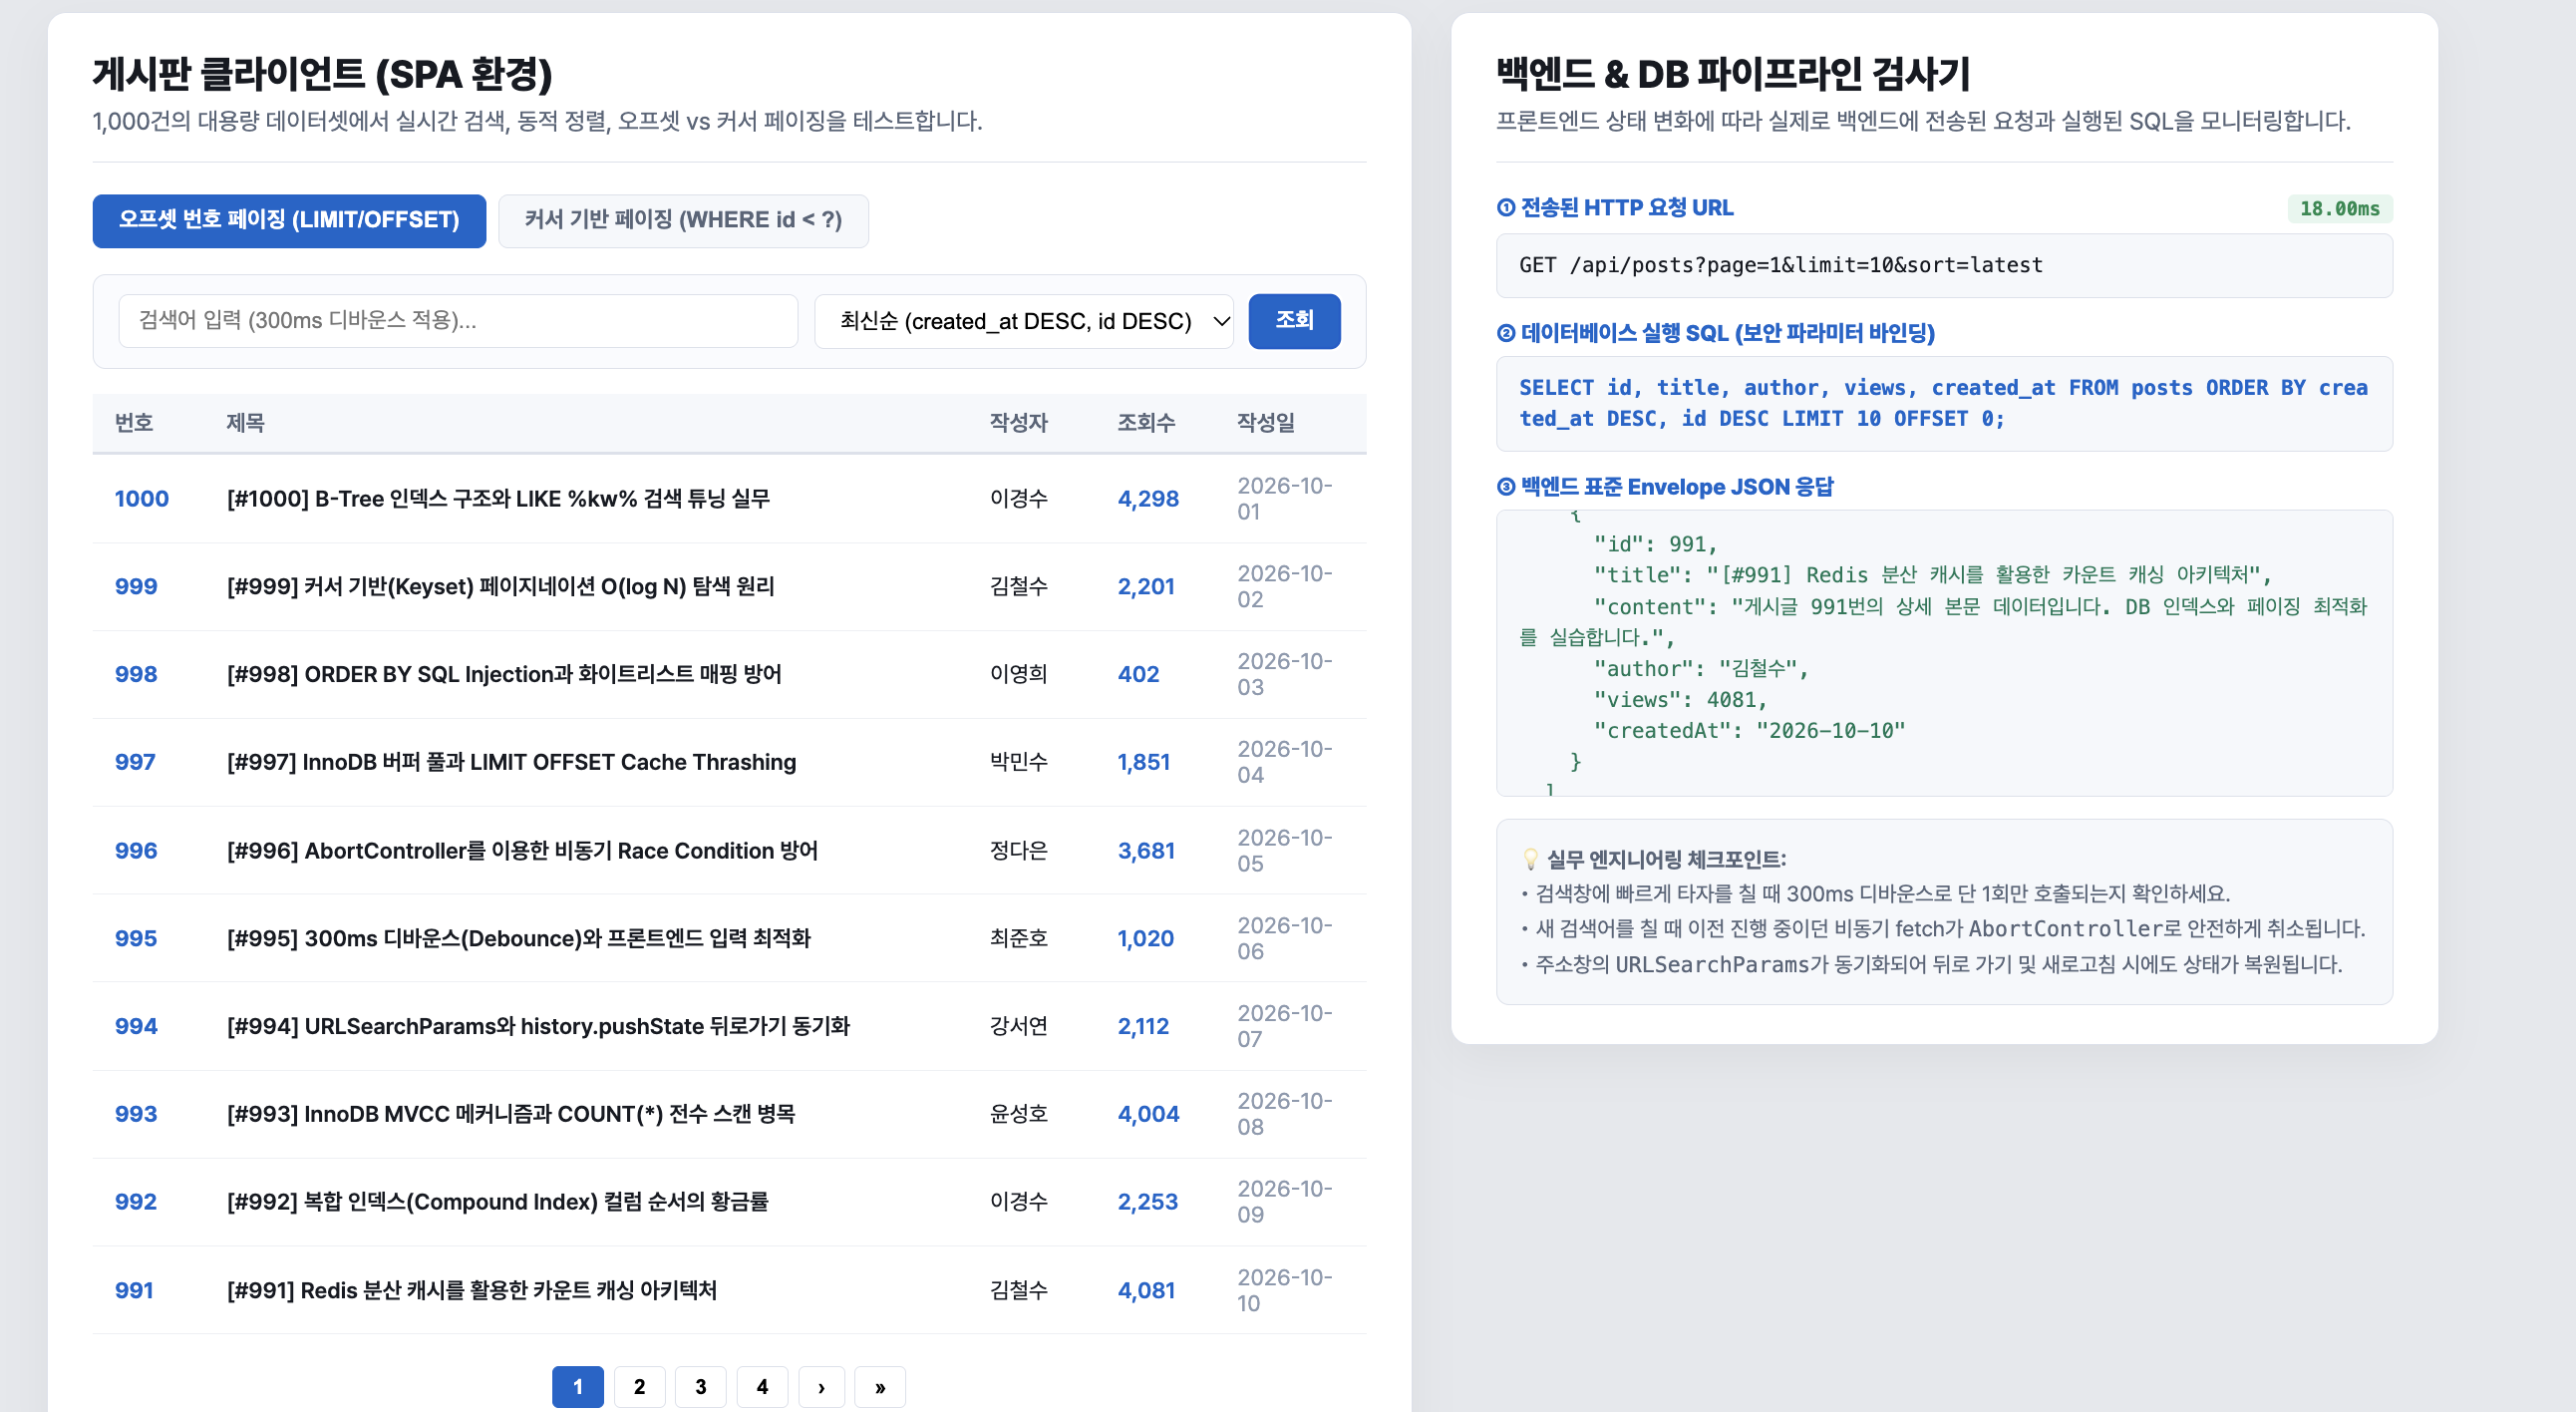 게시판 클라이언트 (SPA 환경)
1,000건의 대용량 데이터셋에서 실시간 검색, 동적 정렬, 오프셋 vs 커서 페이징을 테스트합니다.
오프셋 번호 페이징 (LIMIT/OFFSET)
커서 기반 페이징 (WHERE id < ?)
검색어 입력 (300ms 디바운스 적용)...
최신순 (created_at DESC, id DESC)
조회
번호 제목 작성자 조회수 작성일
1000 [#1000] B-Tree 인덱스 구조와 LIKE %kw% 검색 튜닝 실무 이경수 4,298 2026-10-
01
999 [#999] 커서 기반(Keyset) 페이지네이션 O(log N) 탐색 원리 김철수 2,201 2026-10-
02
998 [#998] ORDER BY SQL Injection과 화이트리스트 매핑 방어 이영희 402 2026-10-
03
997 [#997] InnoDB 버퍼 풀과 LIMIT OFFSET Cache Thrashing 박민수 1,851 2026-10-
04
996 [#996] AbortController를 이용한 비동기 Race Condition 방어 정다은 3,681 2026-10-
05
995 [#995] 300ms 디바운스(Debounce)와 프론트엔드 입력 최적화 최준호 1,020 2026-10-
06
994 [#994] URLSearchParams와 history.pushState 뒤로가기 동기화 강서연 2,112 2026-10-
07
993 [#993] InnoDB MVCC 메커니즘과 COUNT(*) 전수 스캔 병목 윤성호 4,004 2026-10-
08
992 [#992] 복합 인덱스(Compound Index) 컬럼 순서의 황금률 이경수 2,253 2026-10-
09
991 [#991] Redis 분산 캐시를 활용한 카운트 캐싱 아키텍처 김철수 4,081 2026-10-
10
1 2 3 4 › »
백엔드 & DB 파이프라인 검사기
프론트엔드 상태 변화에 따라 실제로 백엔드에 전송된 요청과 실행된 SQL을 모니터링합니다.
① 전송된 HTTP 요청 URL 18.00ms
GET /api/posts?page=1&limit=10&sort=latest
② 데이터베이스 실행 SQL (보안 파라미터 바인딩)
SELECT id, title, author, views, created_at FROM posts ORDER BY crea
ted_at DESC, id DESC LIMIT 10 OFFSET 0;
③ 백엔드 표준 Envelope JSON 응답
{
"id": 991,
"title": "[#991] Redis 분산 캐시를 활용한 카운트 캐싱 아키텍처",
"content": "게시글 991번의 상세 본문 데이터입니다. DB 인덱스와 페이징 최적화
를 실습합니다.",
"author": "김철수",
"views": 4081,
"createdAt": "2026-10-10"
}
]
💡 실무 엔지니어링 체크포인트:
• 검색창에 빠르게 타자를 칠 때 300ms 디바운스로 단 1회만 호출되는지 확인하세요.
• 새 검색어를 칠 때 이전 진행 중이던 비동기 fetch가 AbortController로 안전하게 취소됩니다.
• 주소창의 URLSearchParams가 동기화되어 뒤로 가기 및 새로고침 시에도 상태가 복원됩니다.